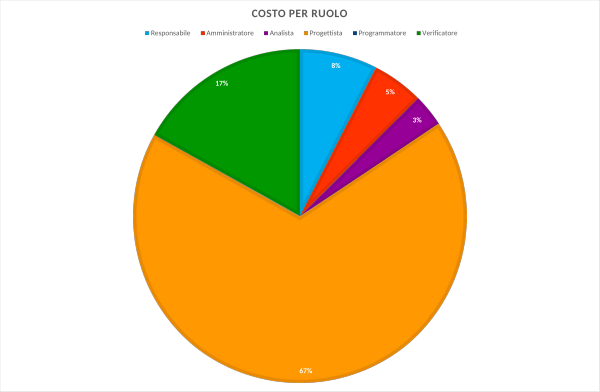 COSTO PER RUOLO
Responsabile Amministratore Analista Progettista Programmatore Verificatore
8%
17%
5%
3%
67%